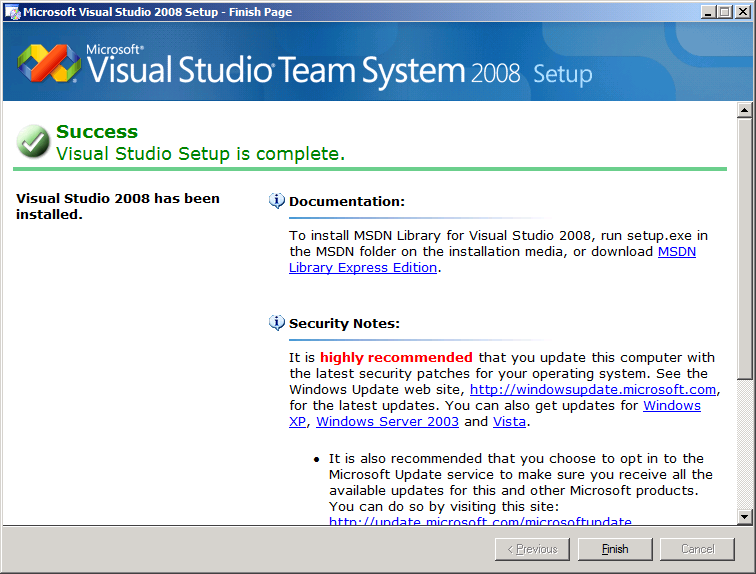 Microsoft Visual Studio 2008 Setup - Finish Page
Microsoft®
Visual Studio® Team System 2008 Setup
Success
Visual Studio Setup is complete.
Visual Studio 2008 has been
installed.
Documentation:
To install MSDN Library for Visual Studio 2008, run setup.exe in
the MSDN folder on the installation media, or download MSDN
Library Express Edition.
Security Notes:
It is highly recommended that you update this computer with
the latest security patches for your operating system. See the
Windows Update web site, http://windowsupdate.microsoft.com,
for the latest updates. You can also get updates for Windows
XP, Windows Server 2003 and Vista.
• It is also recommended that you choose to opt in to the
Microsoft Update service to make sure you receive all the
available updates for this and other Microsoft products.
You can do so by visiting this site:
http://update.microsoft.com/microsoftupdate
< Previous
Finish
Cancel